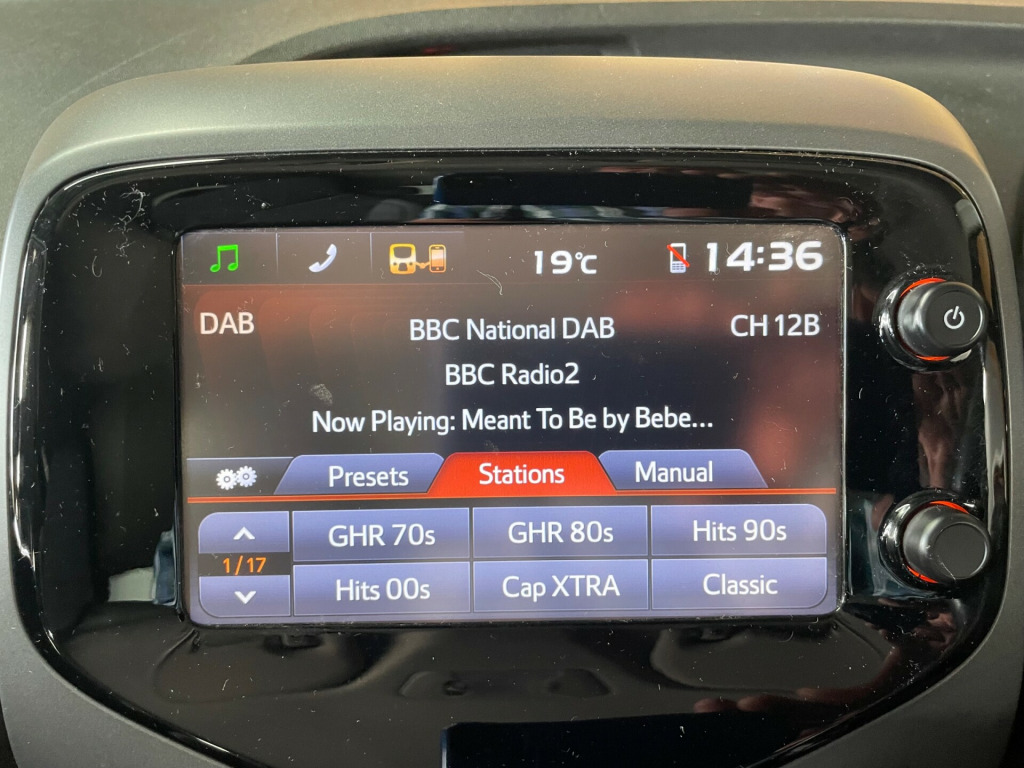 19°C 14:36
DAB BBC National DAB CH 12B
BBC Radio2
Now Playing: Meant To Be by Bebe...
Presets Stations Manual
GHR 70s GHR 80s Hits 90s
1/17
Hits 00s Cap XTRA Classic